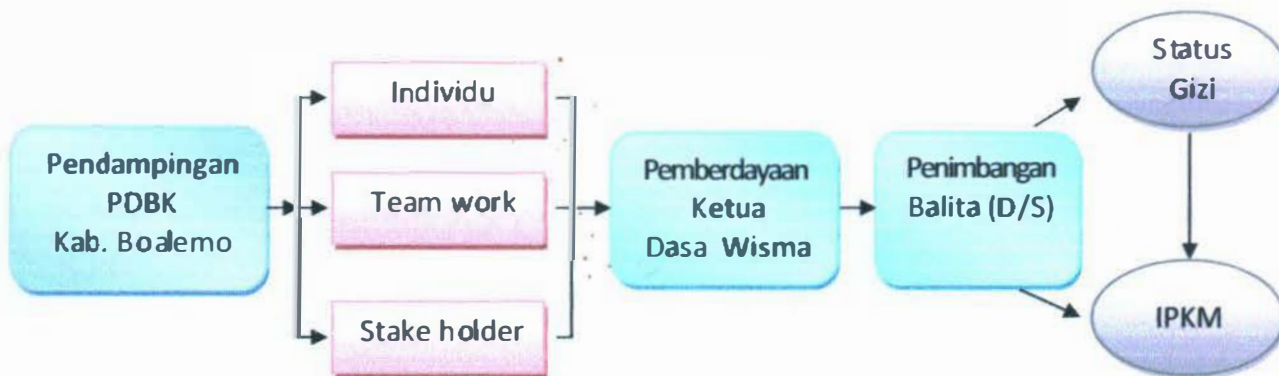 Pendampingan
PDBK
Kab. Boalemo
Individu
Team work
Stake holder
Pemberdayaan
Ketua
Dasa Wisma
Penimbangan
Balita (D/S)
Status
Gizi
IPKM